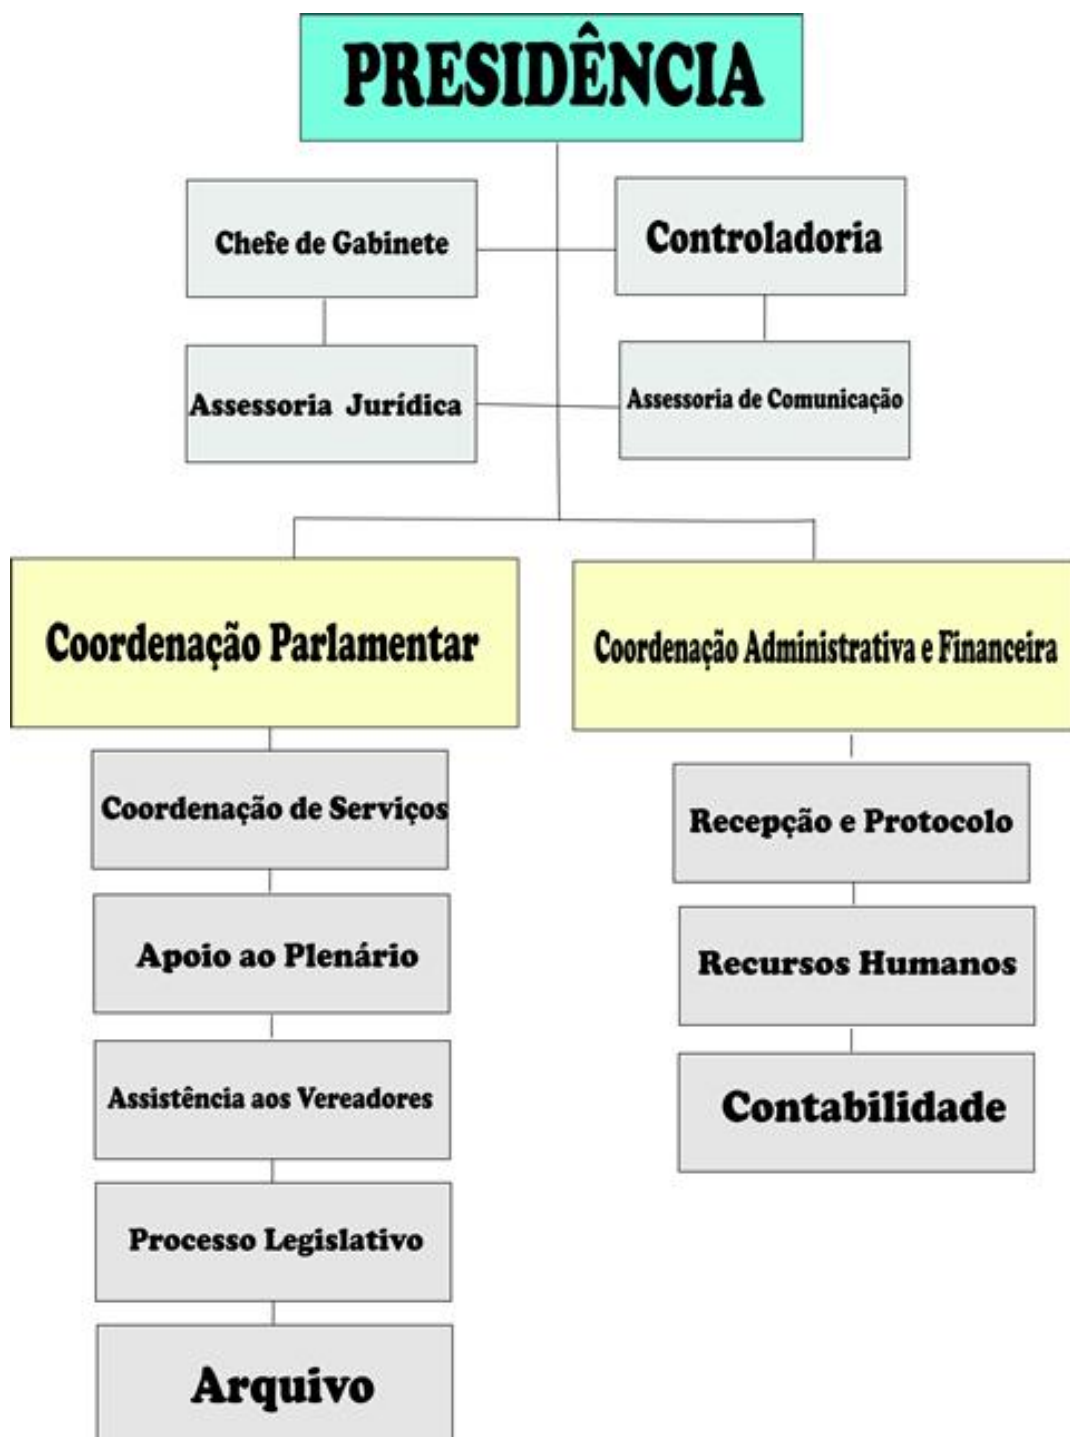 PRESIDÊNCIA
Chefe de Gabinete
Controladoria
Assessoria Jurídica
Assessoria de Comunicação
Coordenação Parlamentar
Coordenação Administrativa e Financeira
Coordenação de Serviços
Recepção e Protocolo
Apoio ao Plenário
Recursos Humanos
Assistência aos Vereadores
Contabilidade
Processo Legislativo
Arquivo